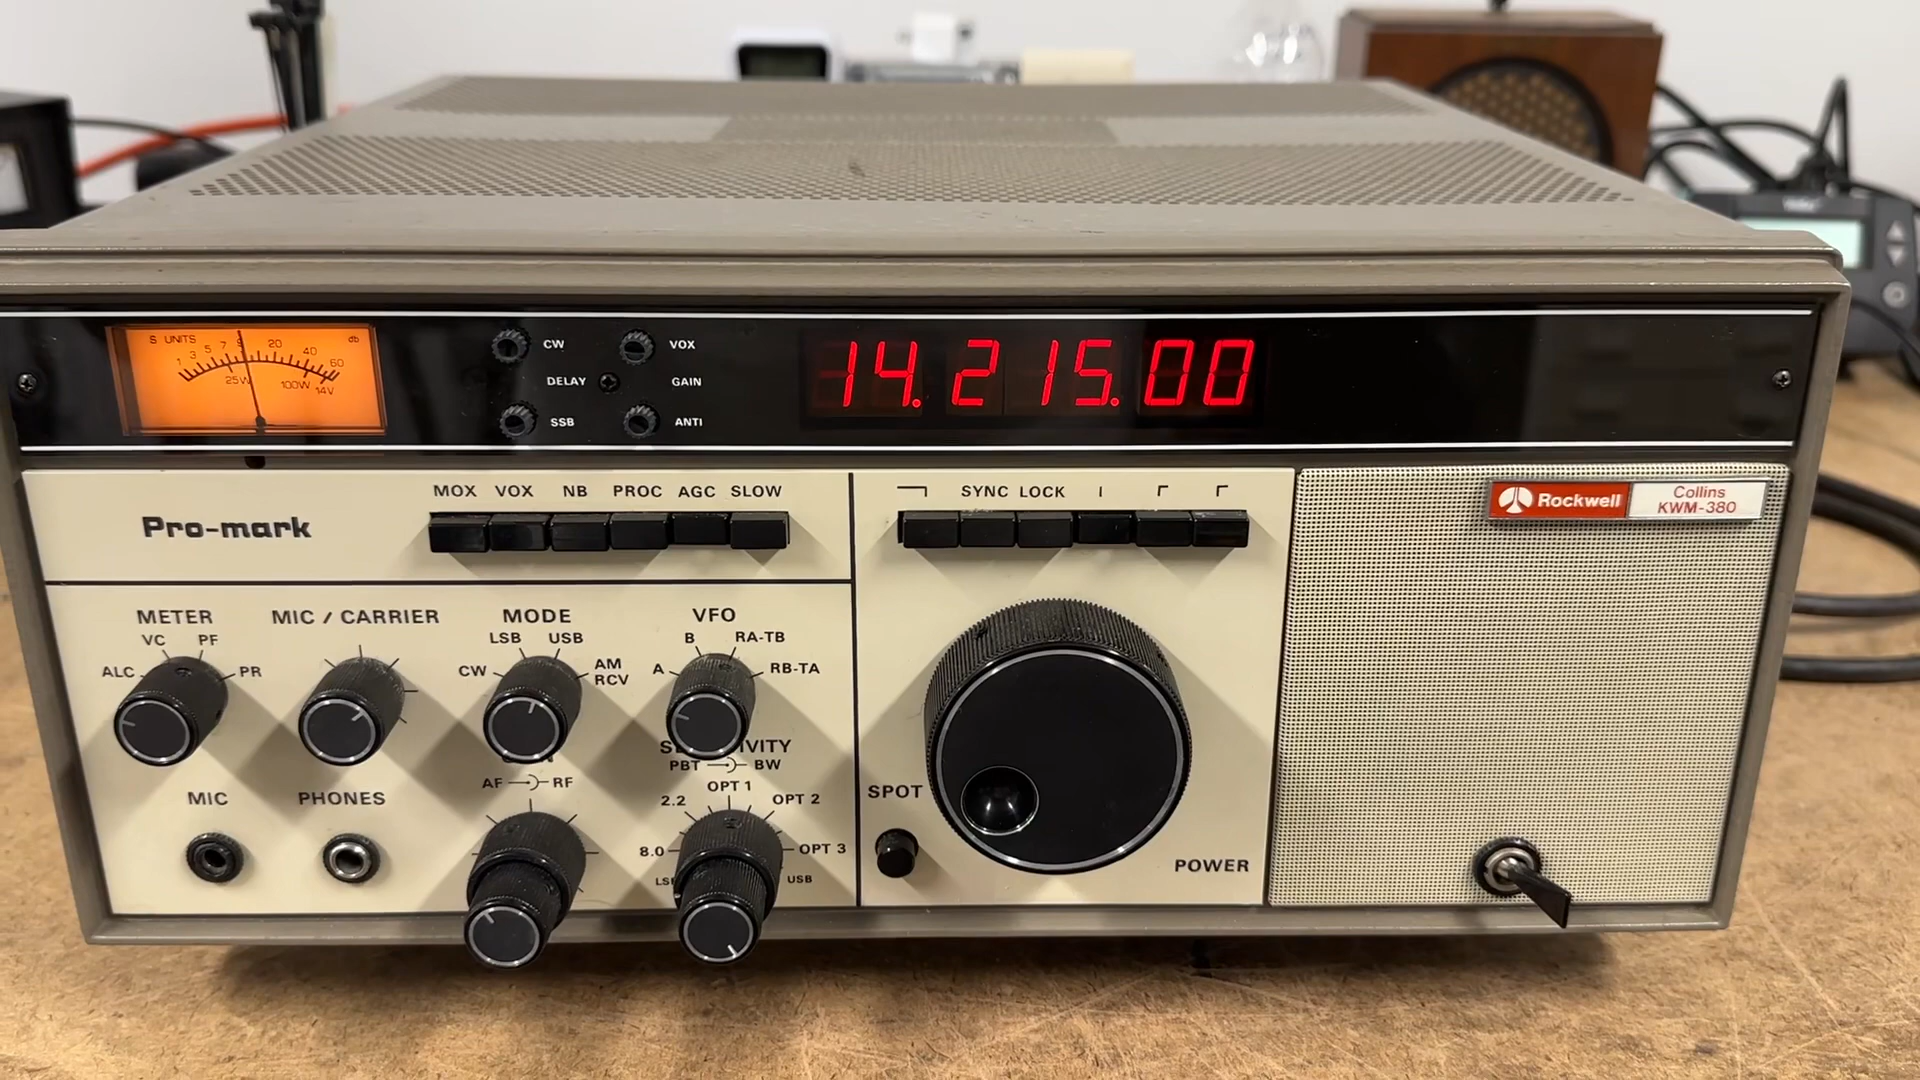 S UNITS
db
1 3 5 7 9 20 40 60
25W 100W 14V
CW
VOX
DELAY
GAIN
SSB
ANTI
14.215.00
Pro-mark
MOX VOX NB PROC AGC SLOW
SYNC LOCK
Rockwell
Collins
KWM-380
METER
VC PF
ALC
PR
MIC / CARRIER
MODE
LSB USB
CW
AM
RCV
VFO
B RA-TB
A
RB-TA
PBT BW
AF RF
MIC
PHONES
OPT 1
2.2
OPT 2
8.0
OPT 3
USB
SPOT
POWER